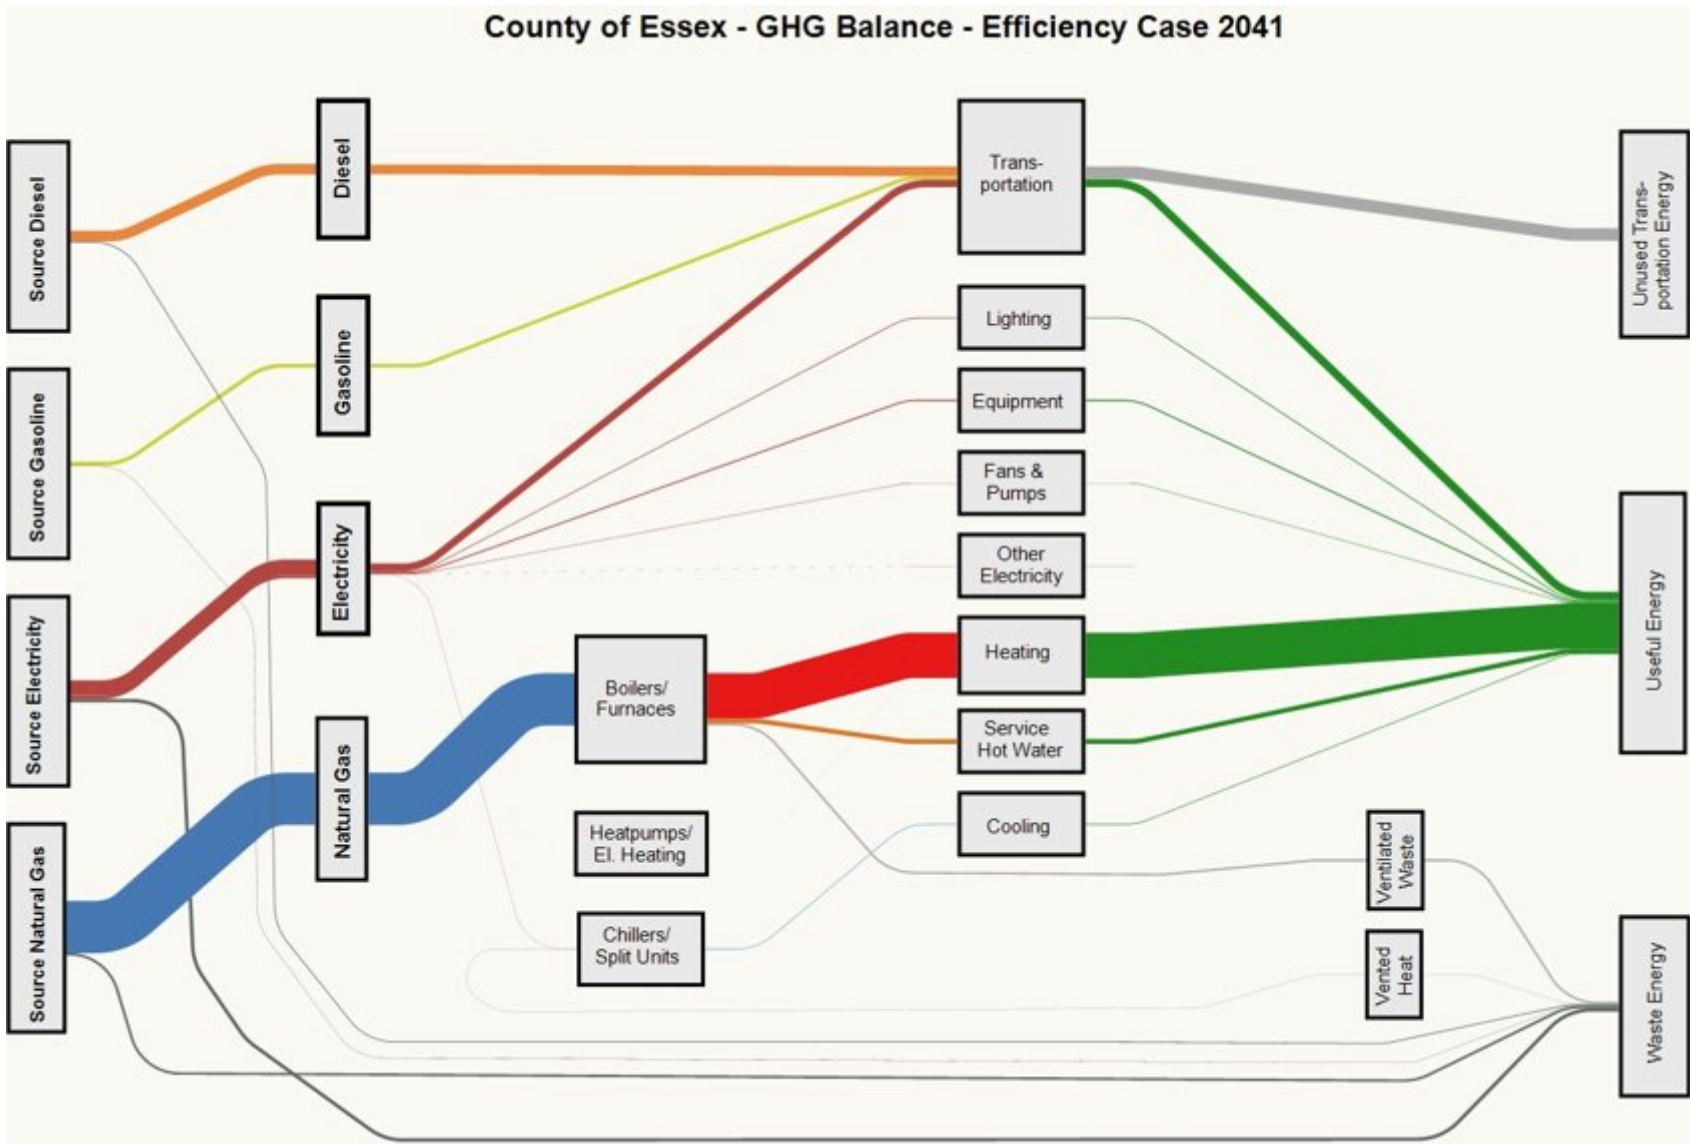 County of Essex - GHG Balance - Efficiency Case 2041
Source Diesel
Source Gasoline
Source Electricity
Source Natural Gas
Diesel
Gasoline
Electricity
Natural Gas
Boilers/
Furnaces
Heatpumps/
El. Heating
Chillers/
Split Units
Trans-
portation
Lighting
Equipment
Fans &
Pumps
Other
Electricity
Heating
Service
Hot Water
Cooling
Ventilated
Waste
Vented
Heat
Unused Trans-
portation Energy
Useful Energy
Waste Energy